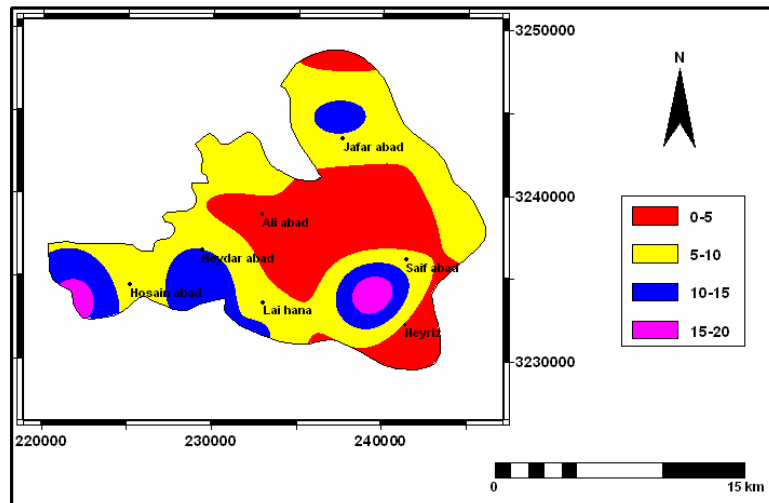 3250000
N
Jafar abad
3240000
0-5
Ali abad
5-10
Heydar abad
Saif abad
10-15
Hosain abad
Lai hana
15-20
Neyriz
3230000
220000
230000
240000
0
15 km